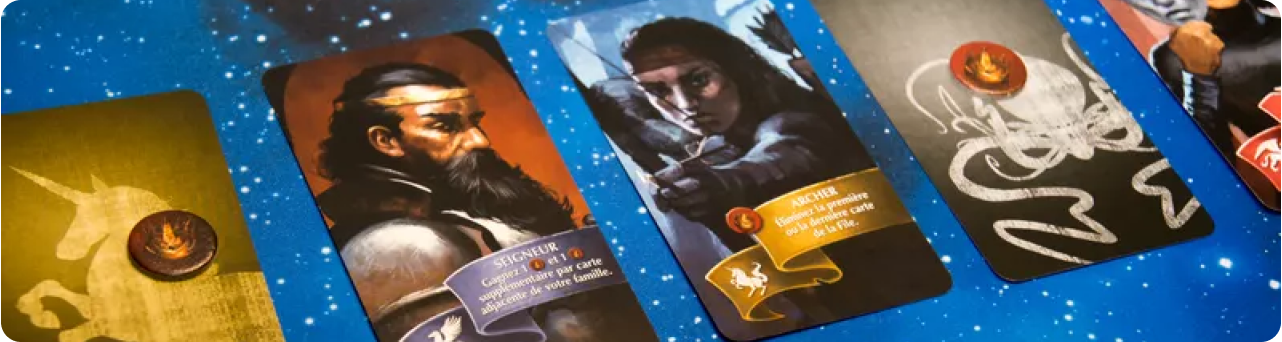 SEIGNEUR
Gagnez 1 et 1
supplémentaire par carte
adjacente de votre famille.
ARCHER
Éliminez la première
ou la dernière carte
de la File.